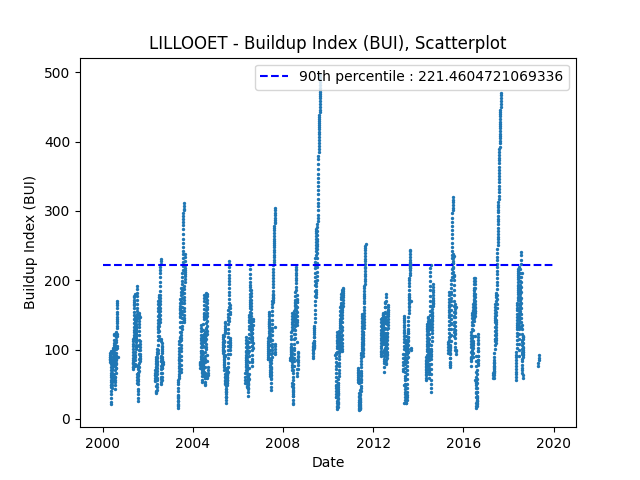 LILLOOET - Buildup Index (BUI), Scatterplot
90th percentile : 221.4604721069336
500
400
300
200
100
0
Buildup Index (BUI)
2000 2004 2008 2012 2016 2020
Date